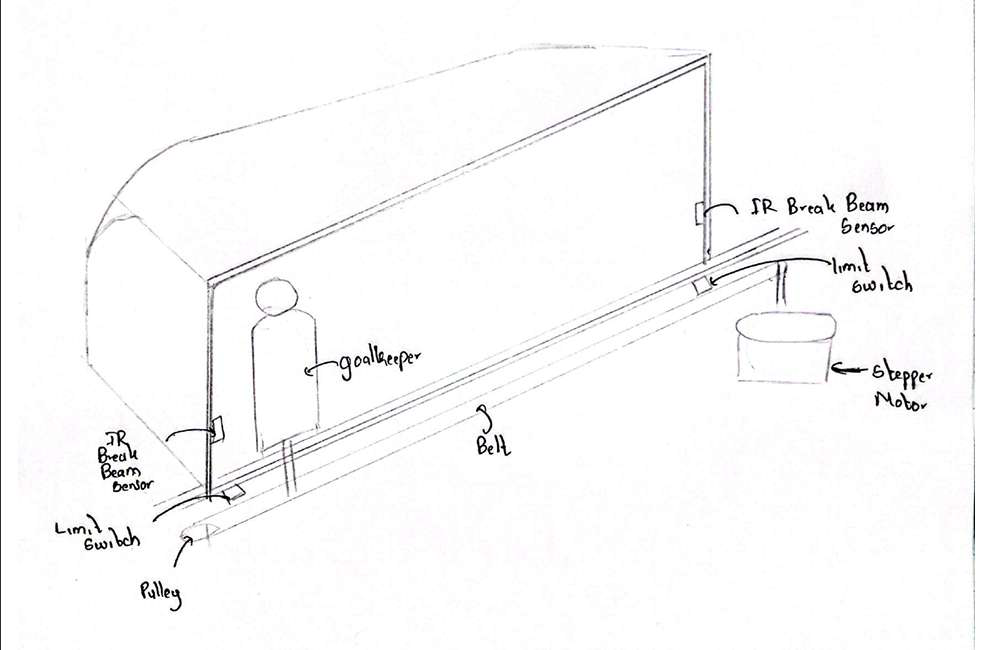 IR Break Beam
Sensor
limit
switch
goalkeeper
Stepper
Motor
Belt
IR
Break
Beam
Sensor
Limit
Switch
Pulley